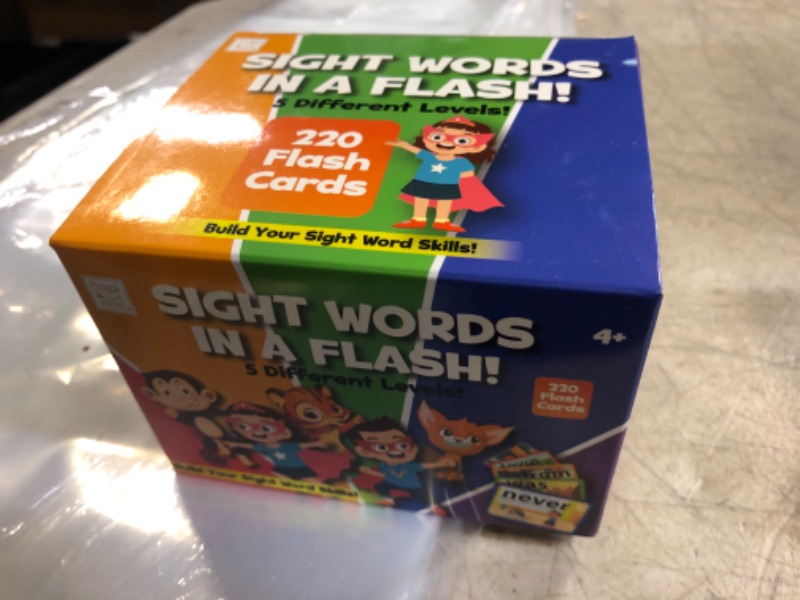 SIGHT WORDS
IN A FLASH!
5 Different Levels!
220
Flash
Cards
Build Your Sight Word Skills!
SIGHT WORDS
IN A FLASH!
5 Different Levels!
4+
220
Flash
Cards
Build Your Sight Word Skills!
train
was
never